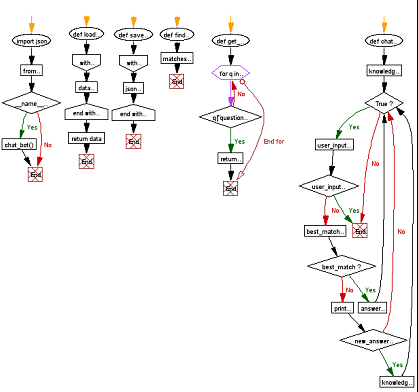 import json
from..
__name__..
Yes
No
chat_bot()
End
def load..
with..
data..
end with..
return data
End
def save..
with..
json...
end with..
End
def find..
matches...
End
def get_..
for q in..
No
q['question..
Yes
End for
return..
End
def chat..
knowledg..
True ?
Yes
No
user_input...
user_input..
No
Yes
End
best_match...
best_match ?
No
Yes
print..
answer..
new_answer..
No
Yes
knowledg..